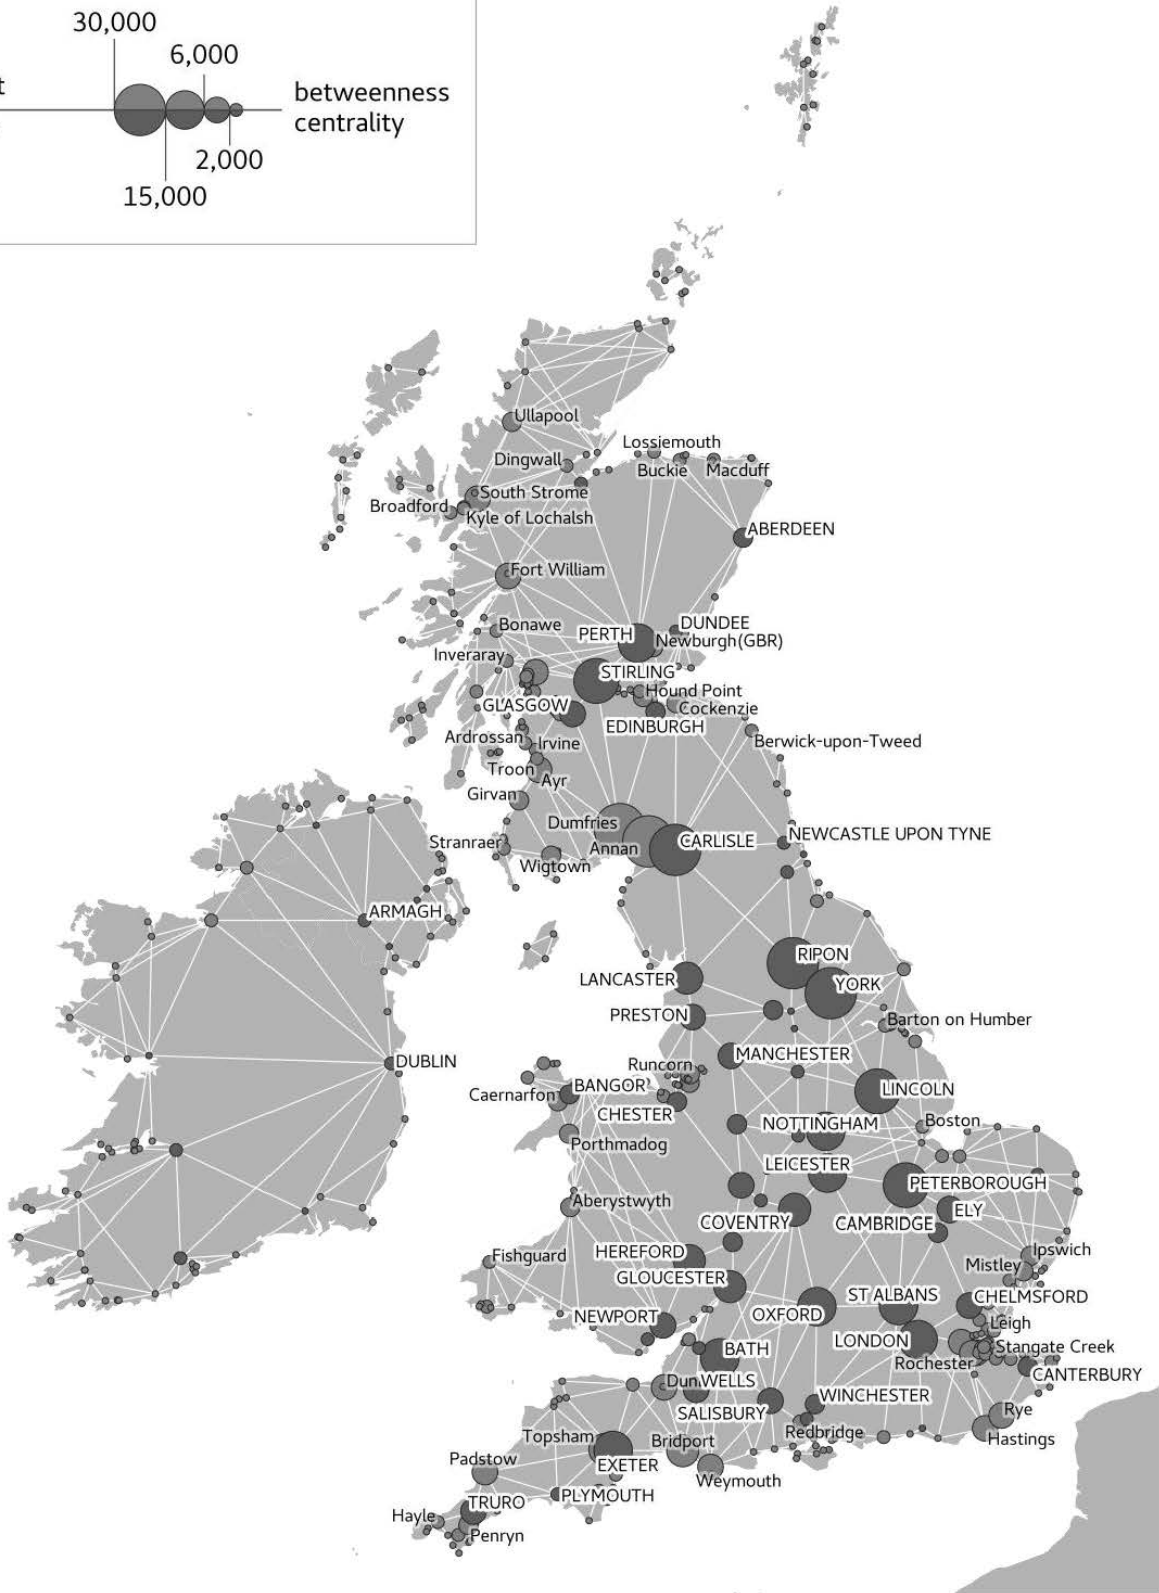 30,000
6,000
betweenness
centrality
2,000
15,000
Ullapool
Lossiemouth
Dingwall
Buckie
Macduff
South Strome
Broadford
Kyle of Lochalsh
ABERDEEN
Fort William
DUNDEE
Bonawe
PERTH
Newburgh(GBR)
Inveraray
STIRLING
Hound Point
GLASGOW
Cockenzie
EDINBURGH
Ardrossan
Irvine
Berwick-upon-Tweed
Troon
Ayr
Girvan
Dumfries
NEWCASTLE UPON TYNE
Stranraer
Annan
CARLISLE
Wigtown
ARMAGH
RIPON
LANCASTER
YORK
PRESTON
Barton on Humber
MANCHESTER
DUBLIN
Runcorn
BANGOR
LINCOLN
Caernarfon
CHESTER
NOTTINGHAM
Boston
Porthmadog
LEICESTER
PETERBOROUGH
Aberystwyth
ELY
COVENTRY
CAMBRIDGE
Fishguard
HEREFORD
Ipswich
Mistley
GLOUCESTER
ST ALBANS
CHELMSFORD
NEWPORT
OXFORD
Leigh
LONDON
BATH
Stangate Creek
Rochester
CANTERBURY
Dun
WELLS
WINCHESTER
SALISBURY
Rye
Redbridge
Topsham
Bridport
Hastings
Padstow
EXETER
Weymouth
PLYMOUTH
TRURO
Hayle
Penryn